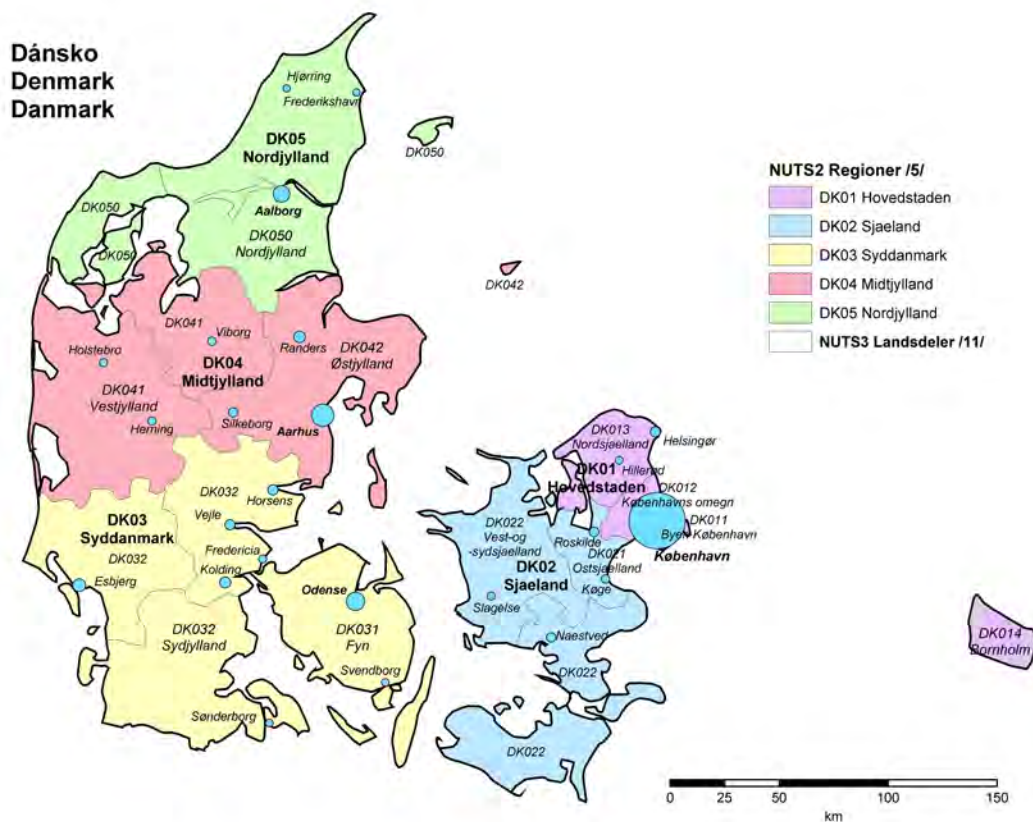 Dánsko
Denmark
Danmark
Hjørring
Frederikshavn
DK05
Nordjylland
DK050
DK050
Aalborg
DK050
DK050
Nordjylland
DK042
DK041
Viborg
Randers
DK042
Østjylland
Holstebro
DK04
Midtjylland
DK041
Vestjylland
Herning
Silkeborg
Aarhus
DK032
Horsens
DK03
Syddanmark
Vejle
DK032
Fredericia
Kolding
Esbjerg
Odense
DK032
Sydjylland
DK031
Fyn
Svendborg
Sønderborg
DK013
Nordsjaelland
Helsingør
Hillerød
DK01
Hovedstaden
DK012
Københavns omegn
DK011
Byen København
København
DK022
Vest-og
-sydsjaelland
Roskilde
DK021
Ostsjaelland
DK02
Sjaeland
Køge
Slagelse
Naestved
DK022
DK022
DK014
Bornholm
NUTS2 Regioner /5/
DK01 Hovedstaden
DK02 Sjaeland
DK03 Syddanmark
DK04 Midtjylland
DK05 Nordjylland
NUTS3 Landsdeler /11/
0 25 50 100 150
km